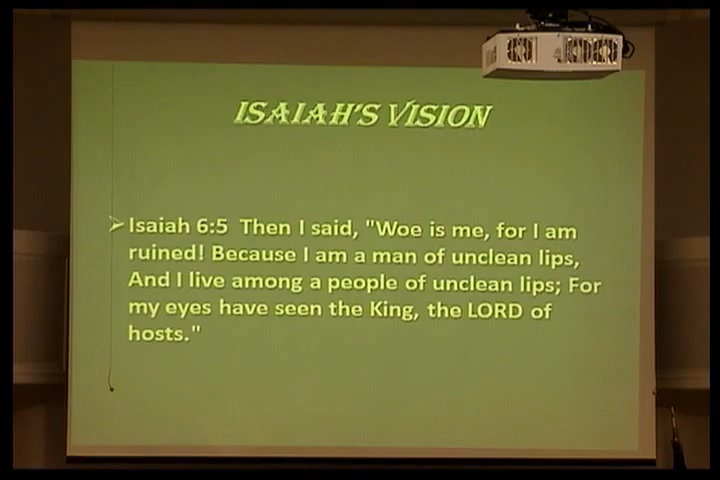 ISAIAH'S VISION
Isaiah 6:5 Then I said, "Woe is me, for I am
ruined! Because I am a man of unclean lips,
And I live among a people of unclean lips; For
my eyes have seen the King, the LORD of
hosts."